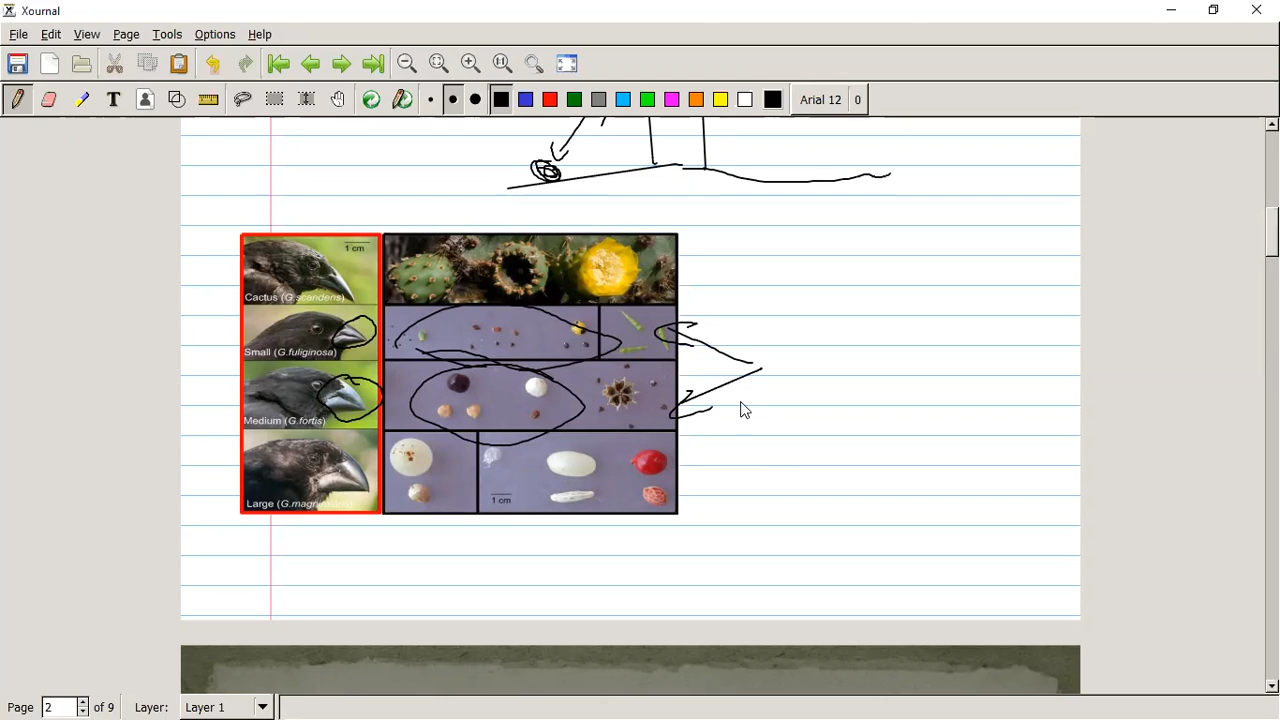 Xournal
File Edit View Page Tools Options Help
Arial 12 0
1 cm
Cactus (G.scandens)
Small (G.fuliginosa)
Medium (G.fortis)
Large (G.magnirostris)
1 cm
Page 2 of 9 Layer: Layer 1